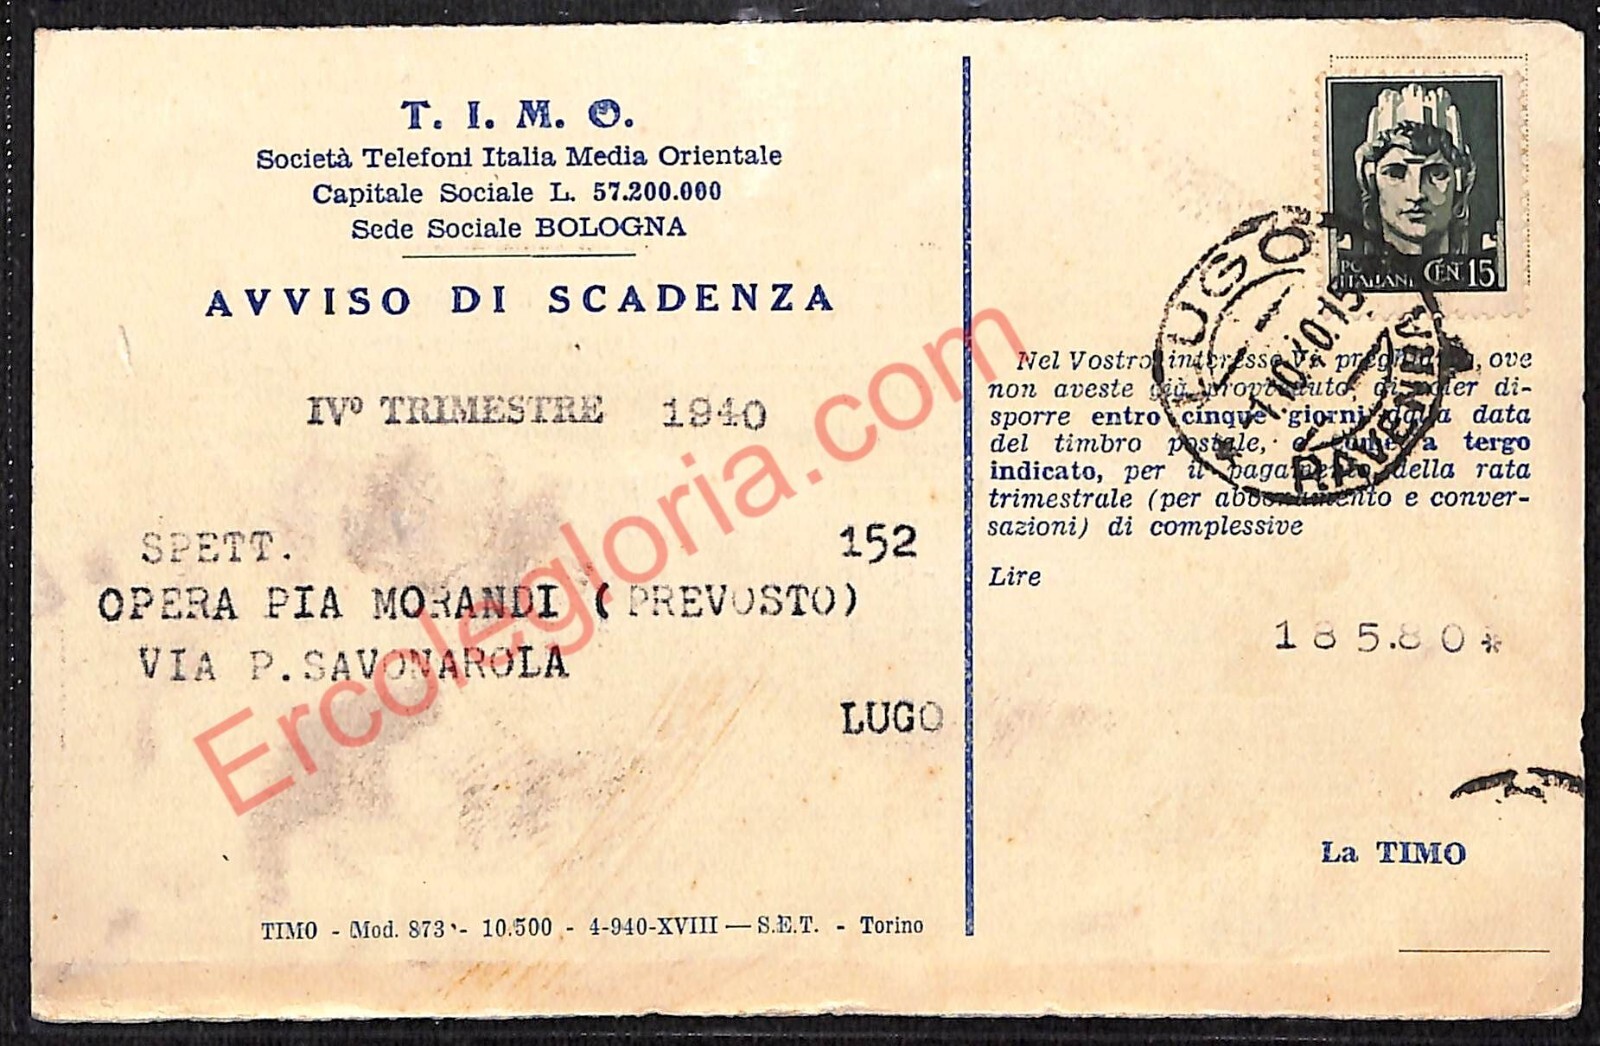 T. I. M. O.
Società Telefoni Italia Media Orientale
Capitale Sociale L. 57.200.000
Sede Sociale BOLOGNA
AVVISO DI SCADENZA
IVº TRIMESTRE 1940
SPETT. 152
OPERA PIA MORANDI (PREVOSTO)
VIA P.SAVONAROLA
LUGO
TIMO - Mod. 873 - 10.500 - 4-940-XVIII — S.E.T. - Torino
ITALIANE CENT 15
LUGO
RAVENNA
Nel Vostro interesse Vi preghiamo, ove
non aveste già provveduto, di voler di-
sporre entro cinque giorni dalla data
del timbro postale, e come a tergo
indicato, per il pagamento della rata
trimestrale (per abbonamento e conver-
sazioni) di complessive
Lire
185.80*
La TIMO
Ercolegloria.com